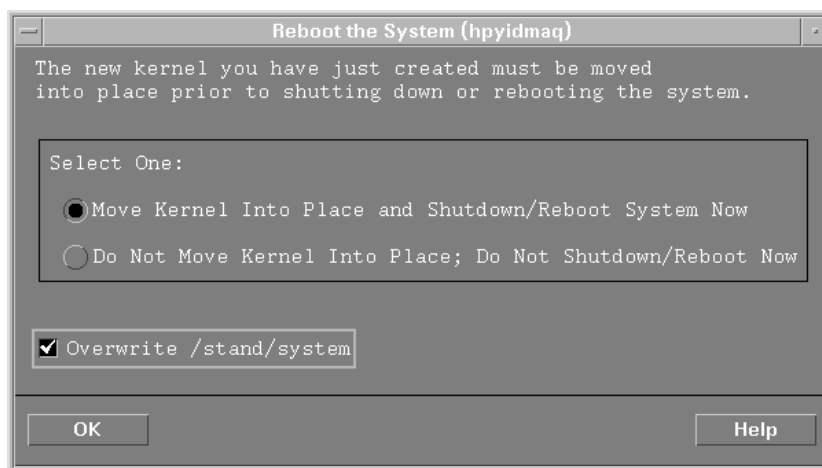 Reboot the System (hpyidmaq)
The new kernel you have just created must be moved
into place prior to shutting down or rebooting the system.
Select One:
Move Kernel Into Place and Shutdown/Reboot System Now
Do Not Move Kernel Into Place; Do Not Shutdown/Reboot Now
Overwrite /stand/system
OK
Help